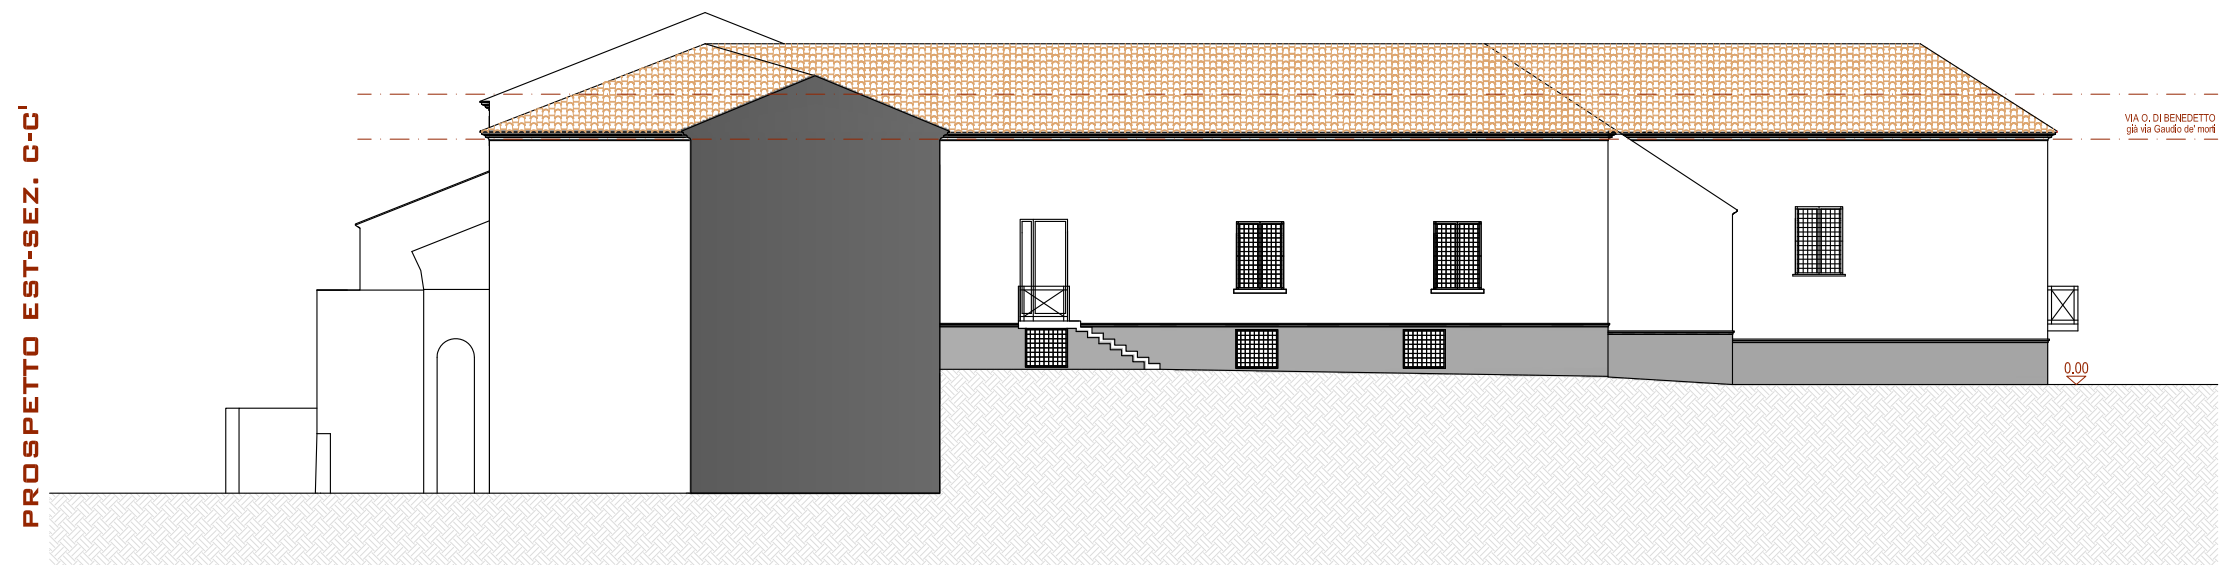 PROSPETTO EST-SEZ. C-C'
VIA O. DI BENEDETTO
già via Gaudio de' morti
0.00